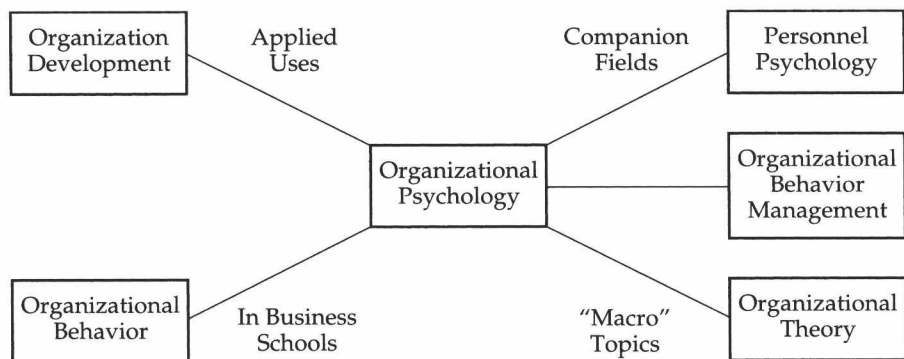 Organization
Development
Applied
Uses
Companion
Fields
Personnel
Psychology
Organizational
Psychology
Organizational
Behavior
Management
Organizational
Behavior
In Business
Schools
"Macro"
Topics
Organizational
Theory